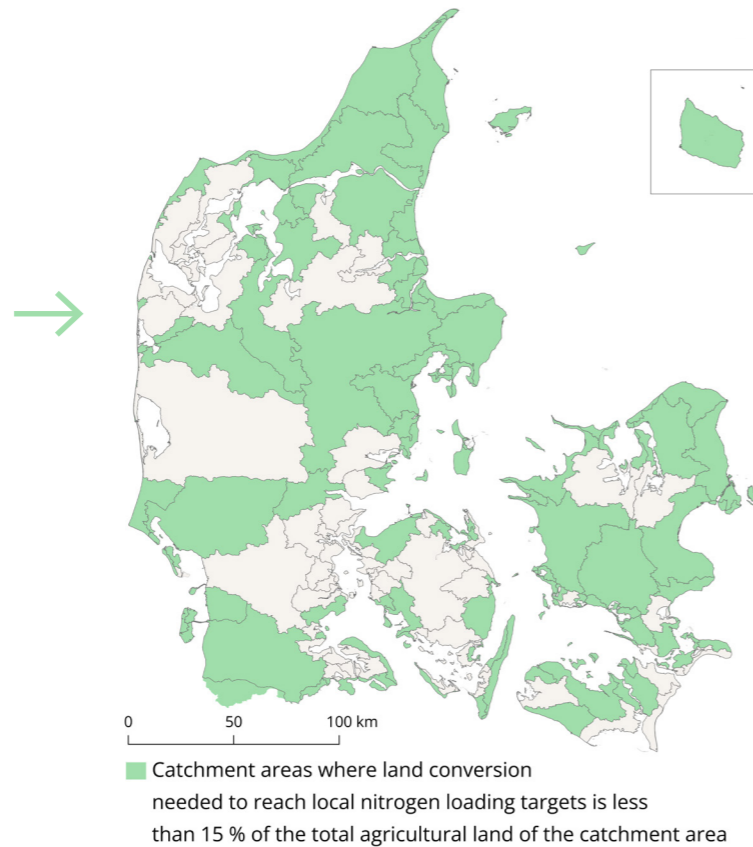 0 50 100 km
Catchment areas where land conversion
needed to reach local nitrogen loading targets is less
than 15 % of the total agricultural land of the catchment area